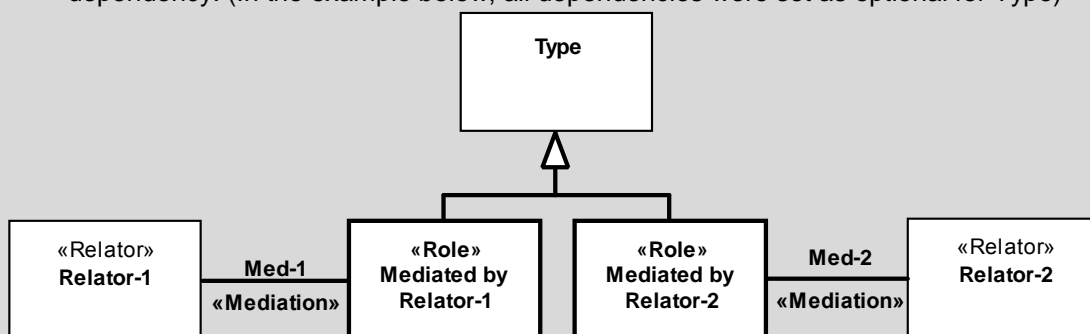 dependency. (In the example below, all dependencies were set as optional for Type)
Type
«Relator»
Relator-1
Med-1
«Mediation»
«Role»
Mediated by
Relator-1
«Role»
Mediated by
Relator-2
Med-2
«Mediation»
«Relator»
Relator-2